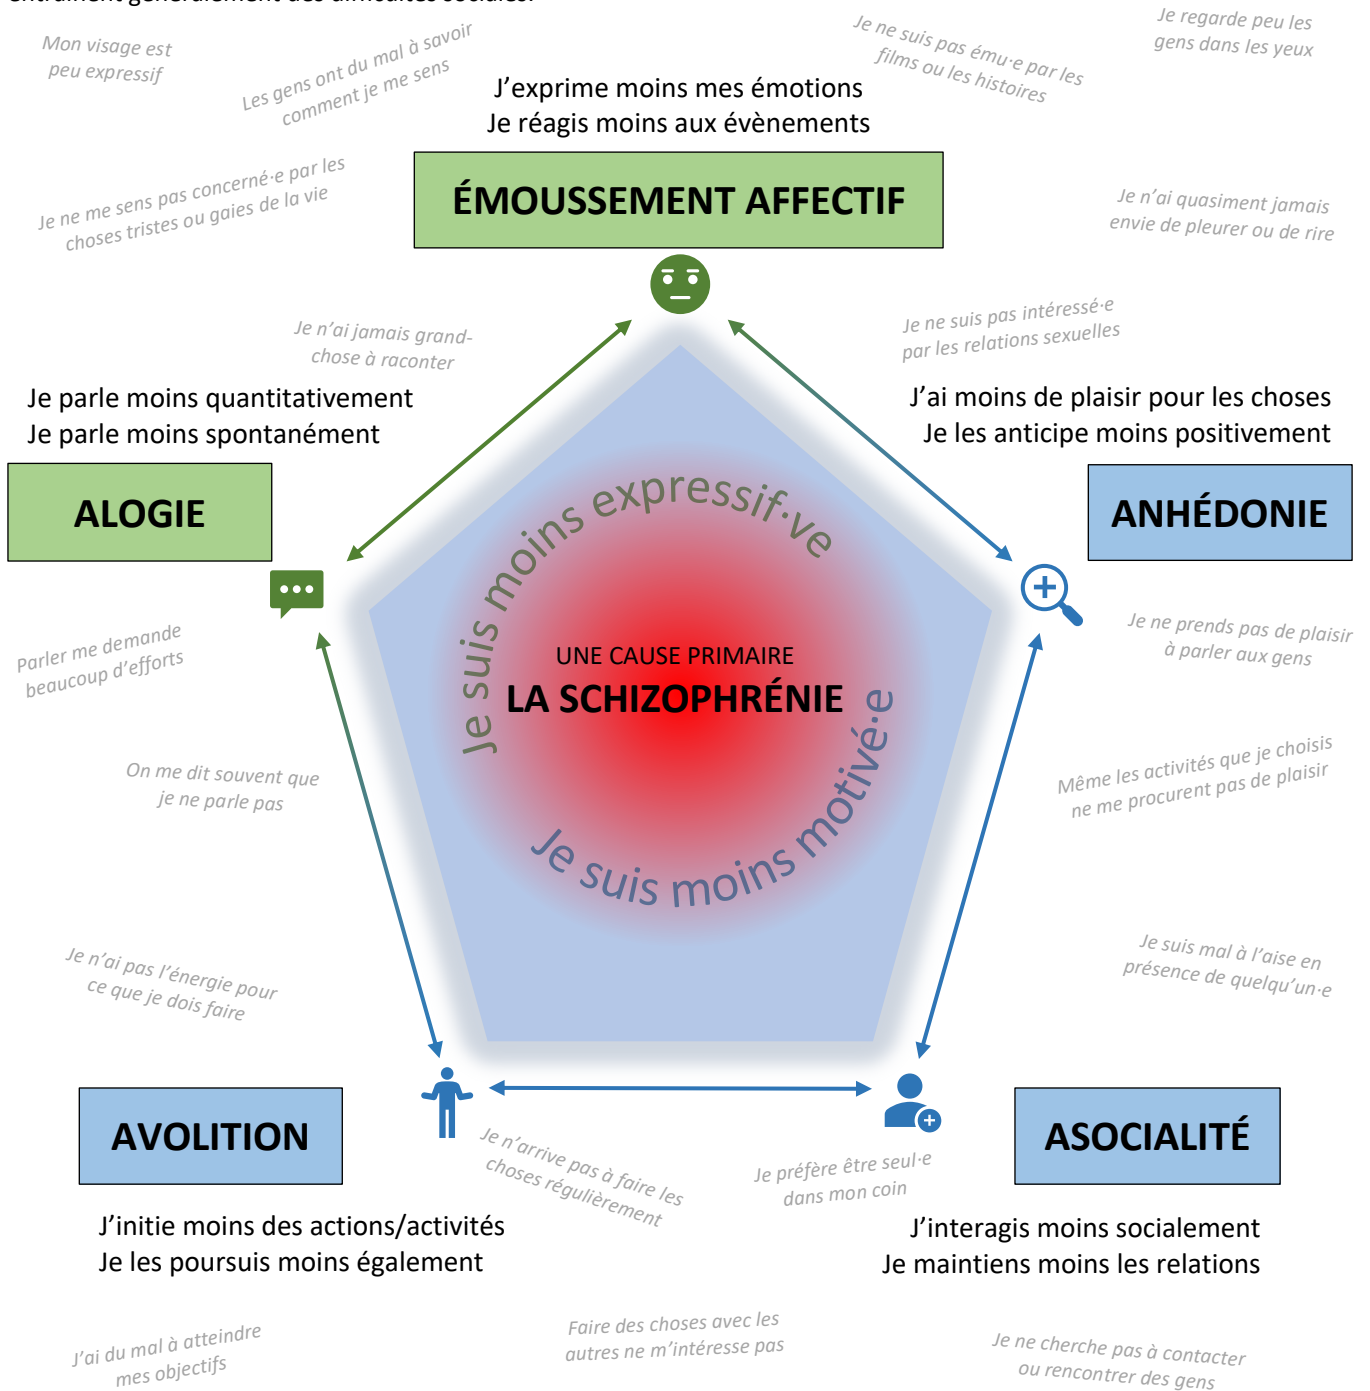 entraînent généralement des difficultés sociales.
Mon visage est
peu expressif
Les gens ont du mal à savoir
comment je me sens
Je ne suis pas ému·e par les
films ou les histoires
Je regarde peu les
gens dans les yeux
J’exprime moins mes émotions
Je réagis moins aux évènements
ÉMOUSSEMENT AFFECTIF
Je ne me sens pas concerné·e par les
choses tristes ou gaies de la vie
Je n’ai quasiment jamais
envie de pleurer ou de rire
Je n’ai jamais grand-
chose à raconter
Je ne suis pas intéressé·e
par les relations sexuelles
Je parle moins quantitativement
Je parle moins spontanément
ALOGIE
J’ai moins de plaisir pour les choses
Je les anticipe moins positivement
ANHÉDONIE
Je suis moins expressif·ve
UNE CAUSE PRIMAIRE
LA SCHIZOPHRÉNIE
Je suis moins motivé·e
Parler me demande
beaucoup d’efforts
Je ne prends pas de plaisir
à parler aux gens
On me dit souvent que
je ne parle pas
Même les activités que je choisis
ne me procurent pas de plaisir
Je n’ai pas l’énergie pour
ce que je dois faire
Je suis mal à l’aise en
présence de quelqu’un·e
AVOLITION
ASOCIALITÉ
Je n’arrive pas à faire les
choses régulièrement
Je préfère être seul·e
dans mon coin
J’initie moins des actions/activités
Je les poursuis moins également
J’interagis moins socialement
Je maintiens moins les relations
J’ai du mal à atteindre
mes objectifs
Faire des choses avec les
autres ne m’intéresse pas
Je ne cherche pas à contacter
ou rencontrer des gens